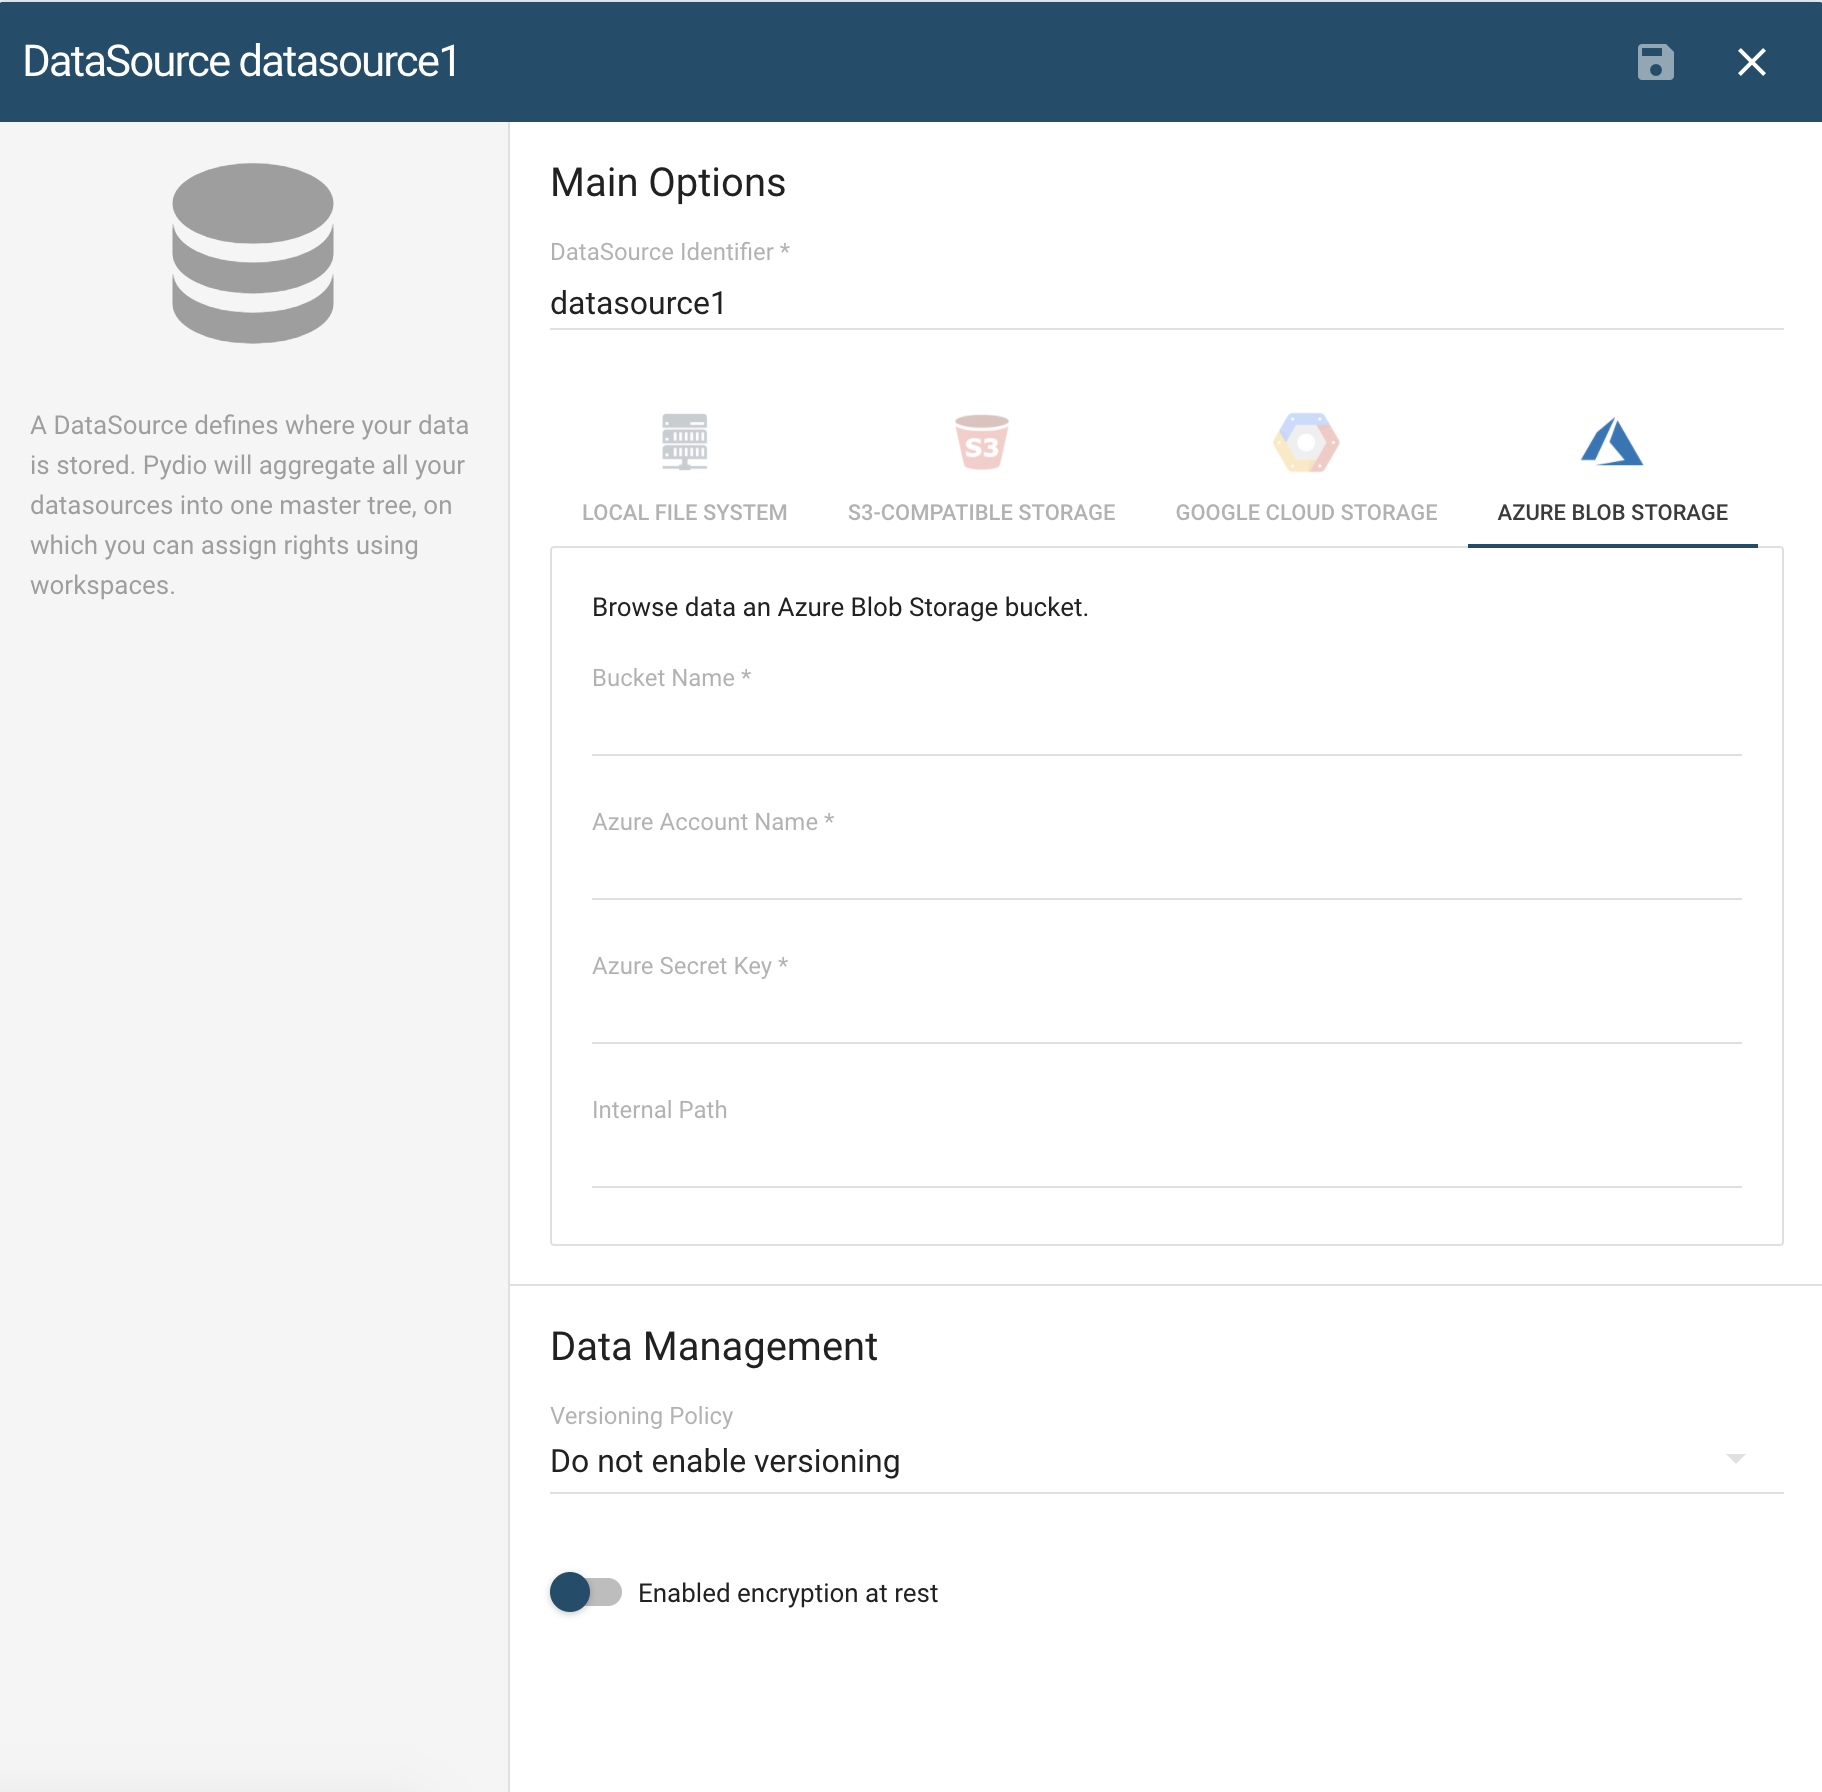 DataSource datasource1
A DataSource defines where your data
is stored. Pydio will aggregate all your
datasources into one master tree, on
which you can assign rights using
workspaces.
Main Options
DataSource Identifier *
datasource1
S3
LOCAL FILE SYSTEM
S3-COMPATIBLE STORAGE
GOOGLE CLOUD STORAGE
AZURE BLOB STORAGE
Browse data an Azure Blob Storage bucket.
Bucket Name *
Azure Account Name *
Azure Secret Key *
Internal Path
Data Management
Versioning Policy
Do not enable versioning
Enabled encryption at rest